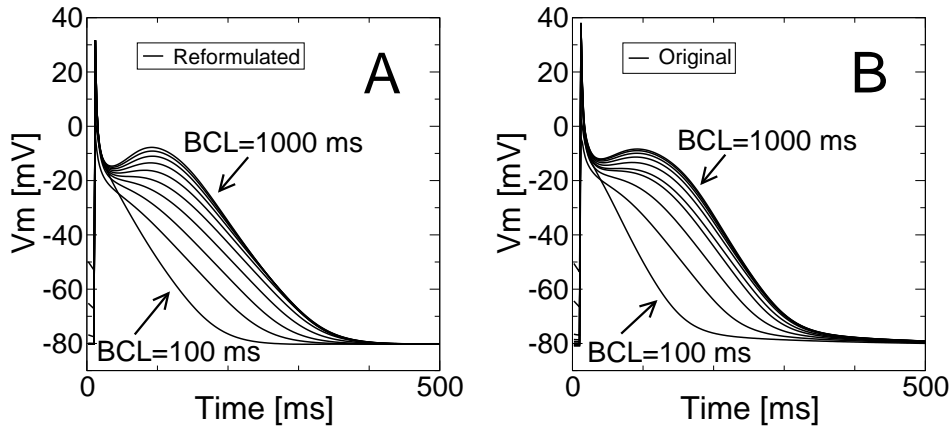 40
Reformulated
A
20
0
BCL=1000 ms
-20
Vm [mV]
-40
-60
BCL=100 ms
-80
0
500
Time [ms]
40
Original
B
20
0
BCL=1000 ms
-20
Vm [mV]
-40
-60
BCL=100 ms
-80
0
500
Time [ms]